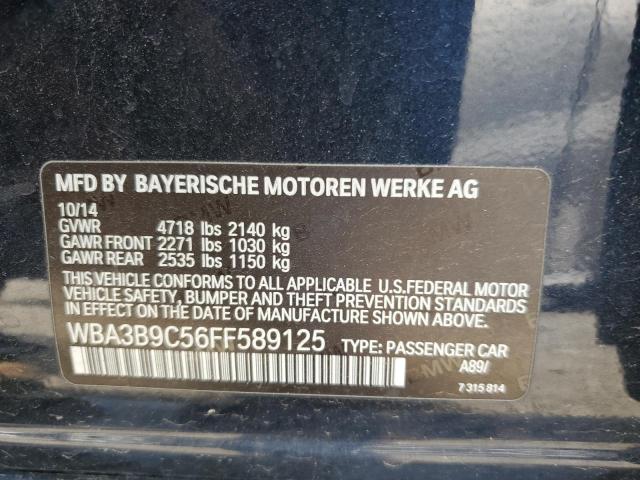 MFD BY BAYERISCHE MOTOREN WERKE AG
10/14
GVWR 4718 lbs 2140 kg
GAWR FRONT 2271 lbs 1030 kg
GAWR REAR 2535 lbs 1150 kg
THIS VEHICLE CONFORMS TO ALL APPLICABLE U.S.FEDERAL MOTOR
VEHICLE SAFETY, BUMPER AND THEFT PREVENTION STANDARDS
IN EFFECT ON THE DATE OF MANUFACTURE SHOWN ABOVE.
WBA3B9C56FF589125 TYPE: PASSENGER CAR
A89/
7 315 814